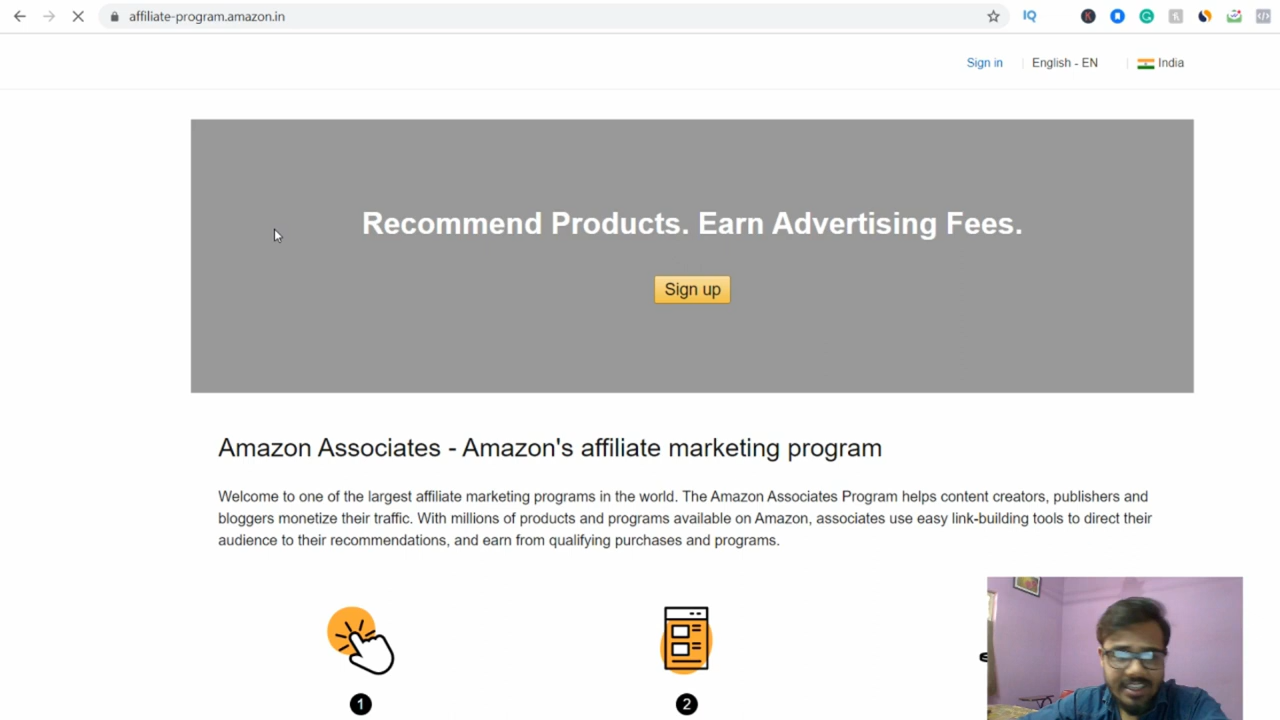 affiliate-program.amazon.in
IQ
Sign in
English - EN
India
Recommend Products. Earn Advertising Fees.
Sign up
Amazon Associates - Amazon's affiliate marketing program
Welcome to one of the largest affiliate marketing programs in the world. The Amazon Associates Program helps content creators, publishers and
bloggers monetize their traffic. With millions of products and programs available on Amazon, associates use easy link-building tools to direct their
audience to their recommendations, and earn from qualifying purchases and programs.
1
2